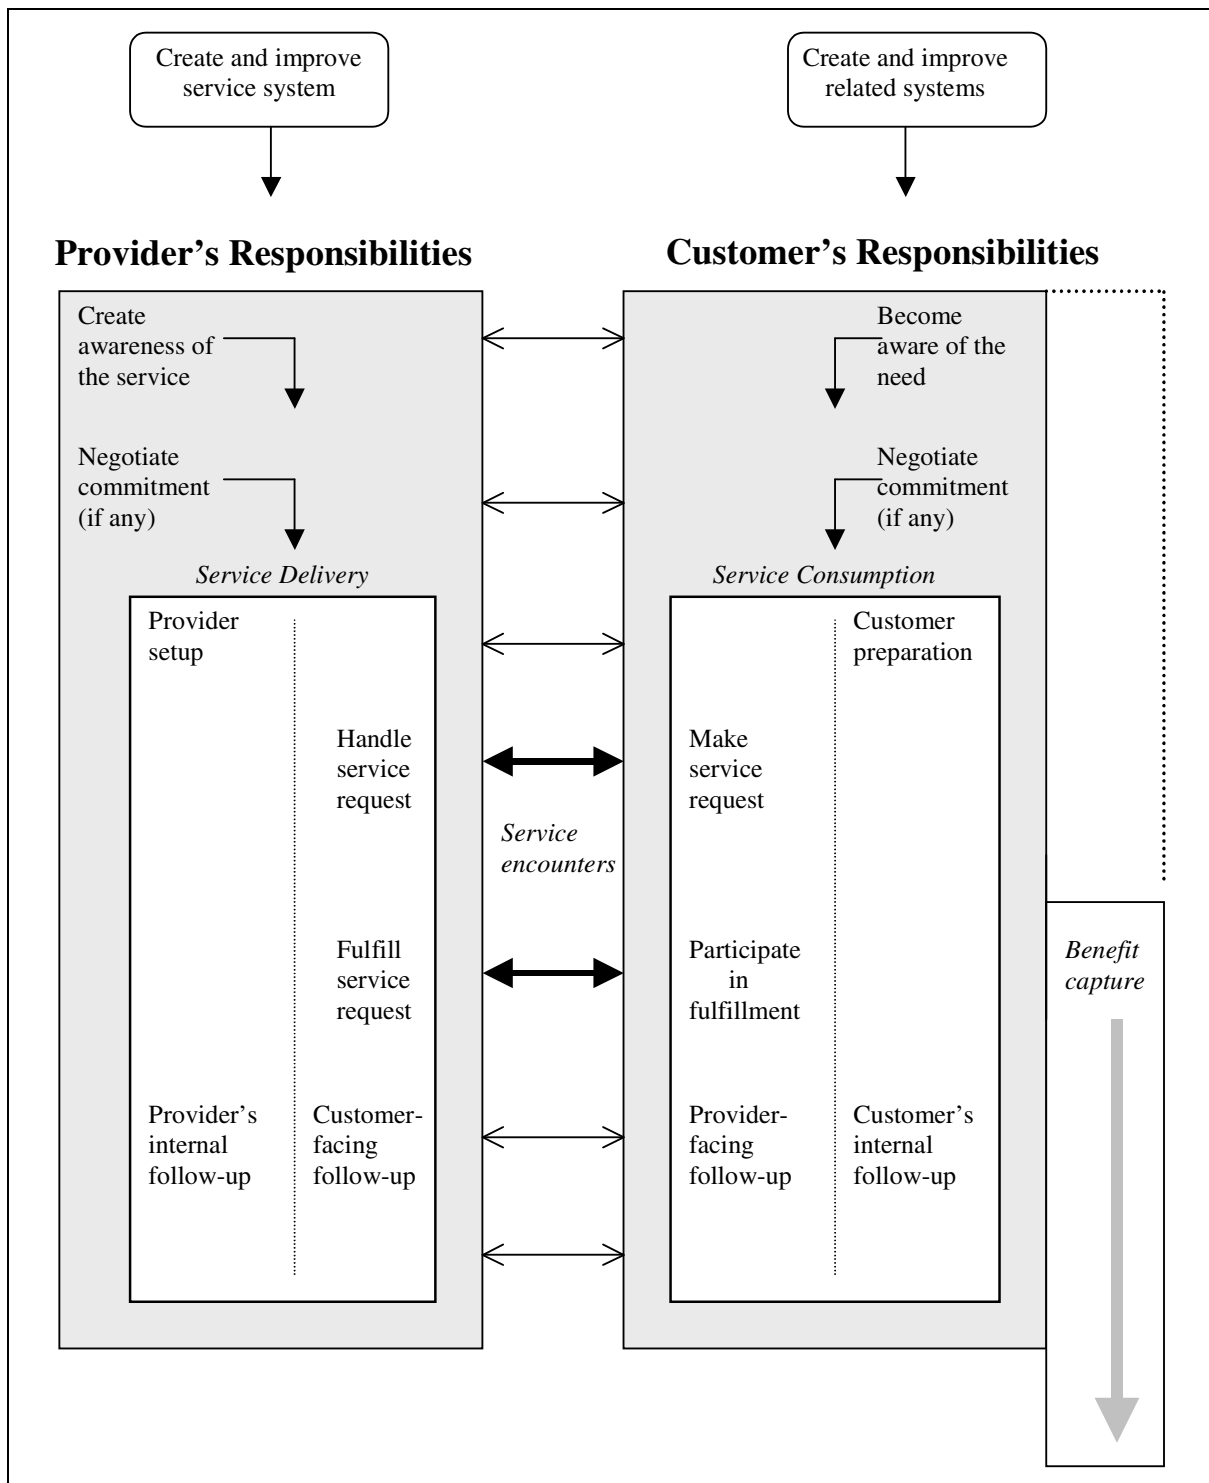 Create and improve
service system
Create and improve
related systems
Provider’s Responsibilities
Customer’s Responsibilities
Create
awareness of
the service
Become
aware of the
need
Negotiate
commitment
(if any)
Negotiate
commitment
(if any)
Service Delivery
Service Consumption
Provider
setup
Customer
preparation
Handle
service
request
Make
service
request
Service
encounters
Fulfill
service
request
Participate
in
fulfillment
Benefit
capture
Provider’s
internal
follow-up
Customer-
facing
follow-up
Provider-
facing
follow-up
Customer’s
internal
follow-up